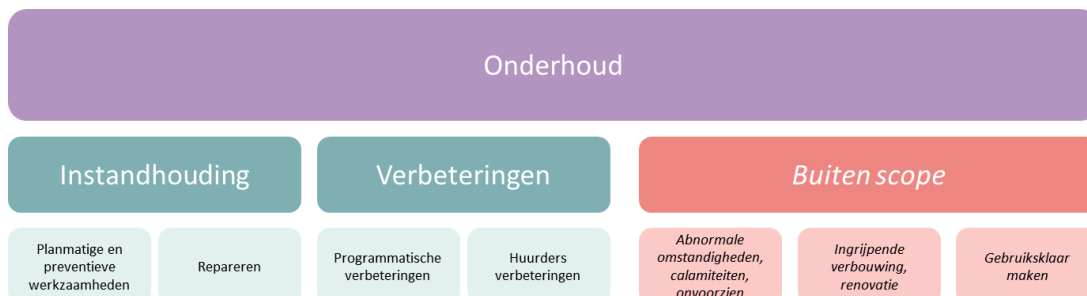 Onderhoud
Instandhouding
Verbeteringen
Buiten scope
Planmatige en
preventieve
werkzaamheden
Repareren
Programmatische
verbeteringen
Huurders
verbeteringen
Abnormale
omstandigheden,
calamiteiten,
onvoorzien
Ingrijpende
verbouwing,
renovatie
Gebruiksklaar
maken